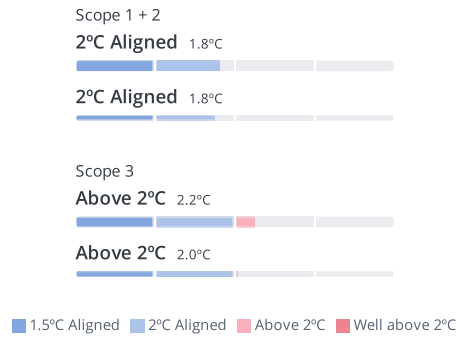 Scope 1 + 2
2ºC Aligned 1.8ºC
2ºC Aligned 1.8ºC
Scope 3
Above 2ºC 2.2ºC
Above 2ºC 2.0ºC
1.5ºC Aligned 2ºC Aligned Above 2ºC Well above 2ºC